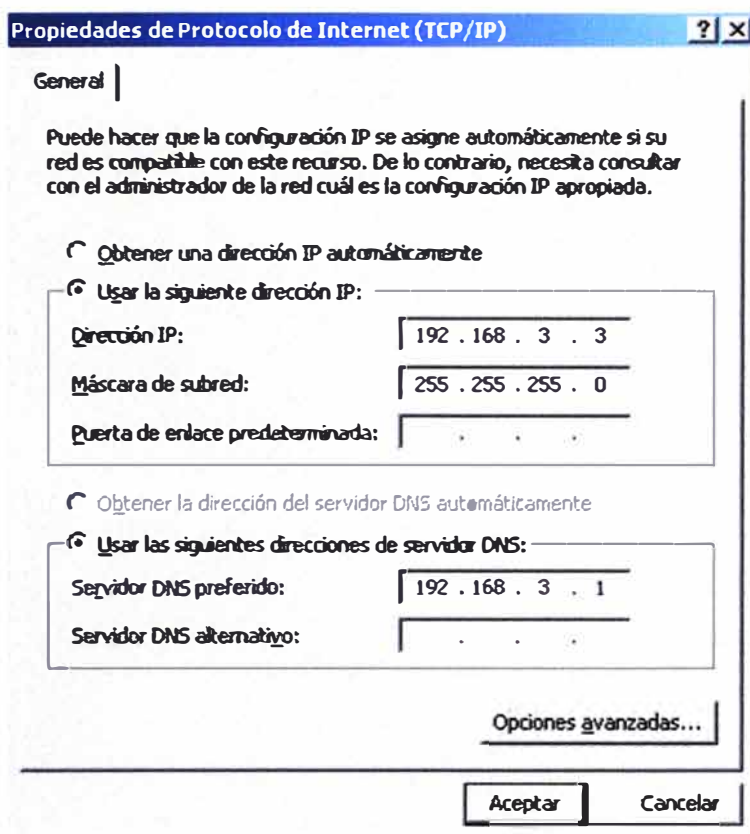 Propiedades de Protocolo de Internet (TCP/IP) ? X
General
Puede hacer que la configuración IP se asigne automáticamente si su
red es compatible con este recurso. De lo contrario, necesita consultar
con el administrador de la red cuál es la configuración IP apropiada.
Obtener una dirección IP automáticamente
Usar la siguiente dirección IP:
Dirección IP: 192 . 168 . 3 . 3
Máscara de subred: 255 . 255 . 255 . 0
Puerta de enlace predeterminada: . . .
Obtener la dirección del servidor DNS automáticamente
Usar las siguientes direcciones de servidor DNS:
Servidor DNS preferido: 192 . 168 . 3 . 1
Servidor DNS alternativo: . . .
Opciones avanzadas...
Aceptar Cancelar